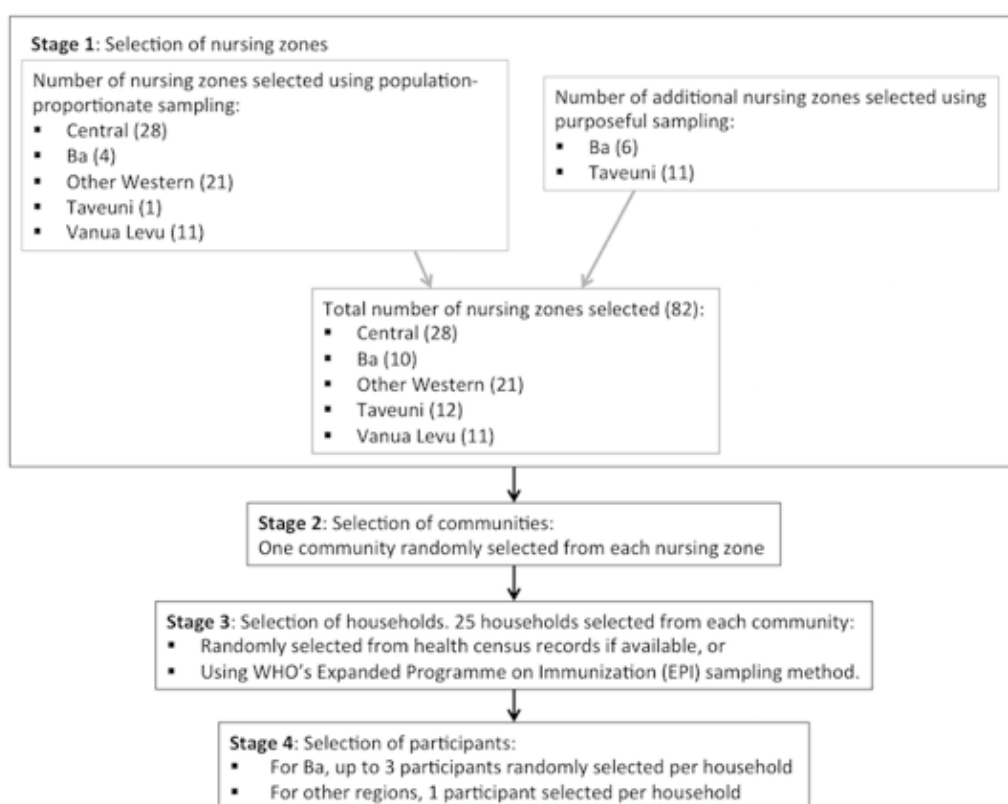 Stage 1: Selection of nursing zones
Number of nursing zones selected using population-
proportionate sampling:
▪ Central (28)
▪ Ba (4)
▪ Other Western (21)
▪ Taveuni (1)
▪ Vanua Levu (11)
Number of additional nursing zones selected using
purposeful sampling:
▪ Ba (6)
▪ Taveuni (11)
Total number of nursing zones selected (82):
▪ Central (28)
▪ Ba (10)
▪ Other Western (21)
▪ Taveuni (12)
▪ Vanua Levu (11)
Stage 2: Selection of communities:
One community randomly selected from each nursing zone
Stage 3: Selection of households. 25 households selected from each community:
▪ Randomly selected from health census records if available, or
▪ Using WHO's Expanded Programme on Immunization (EPI) sampling method.
Stage 4: Selection of participants:
▪ For Ba, up to 3 participants randomly selected per household
▪ For other regions, 1 participant selected per household